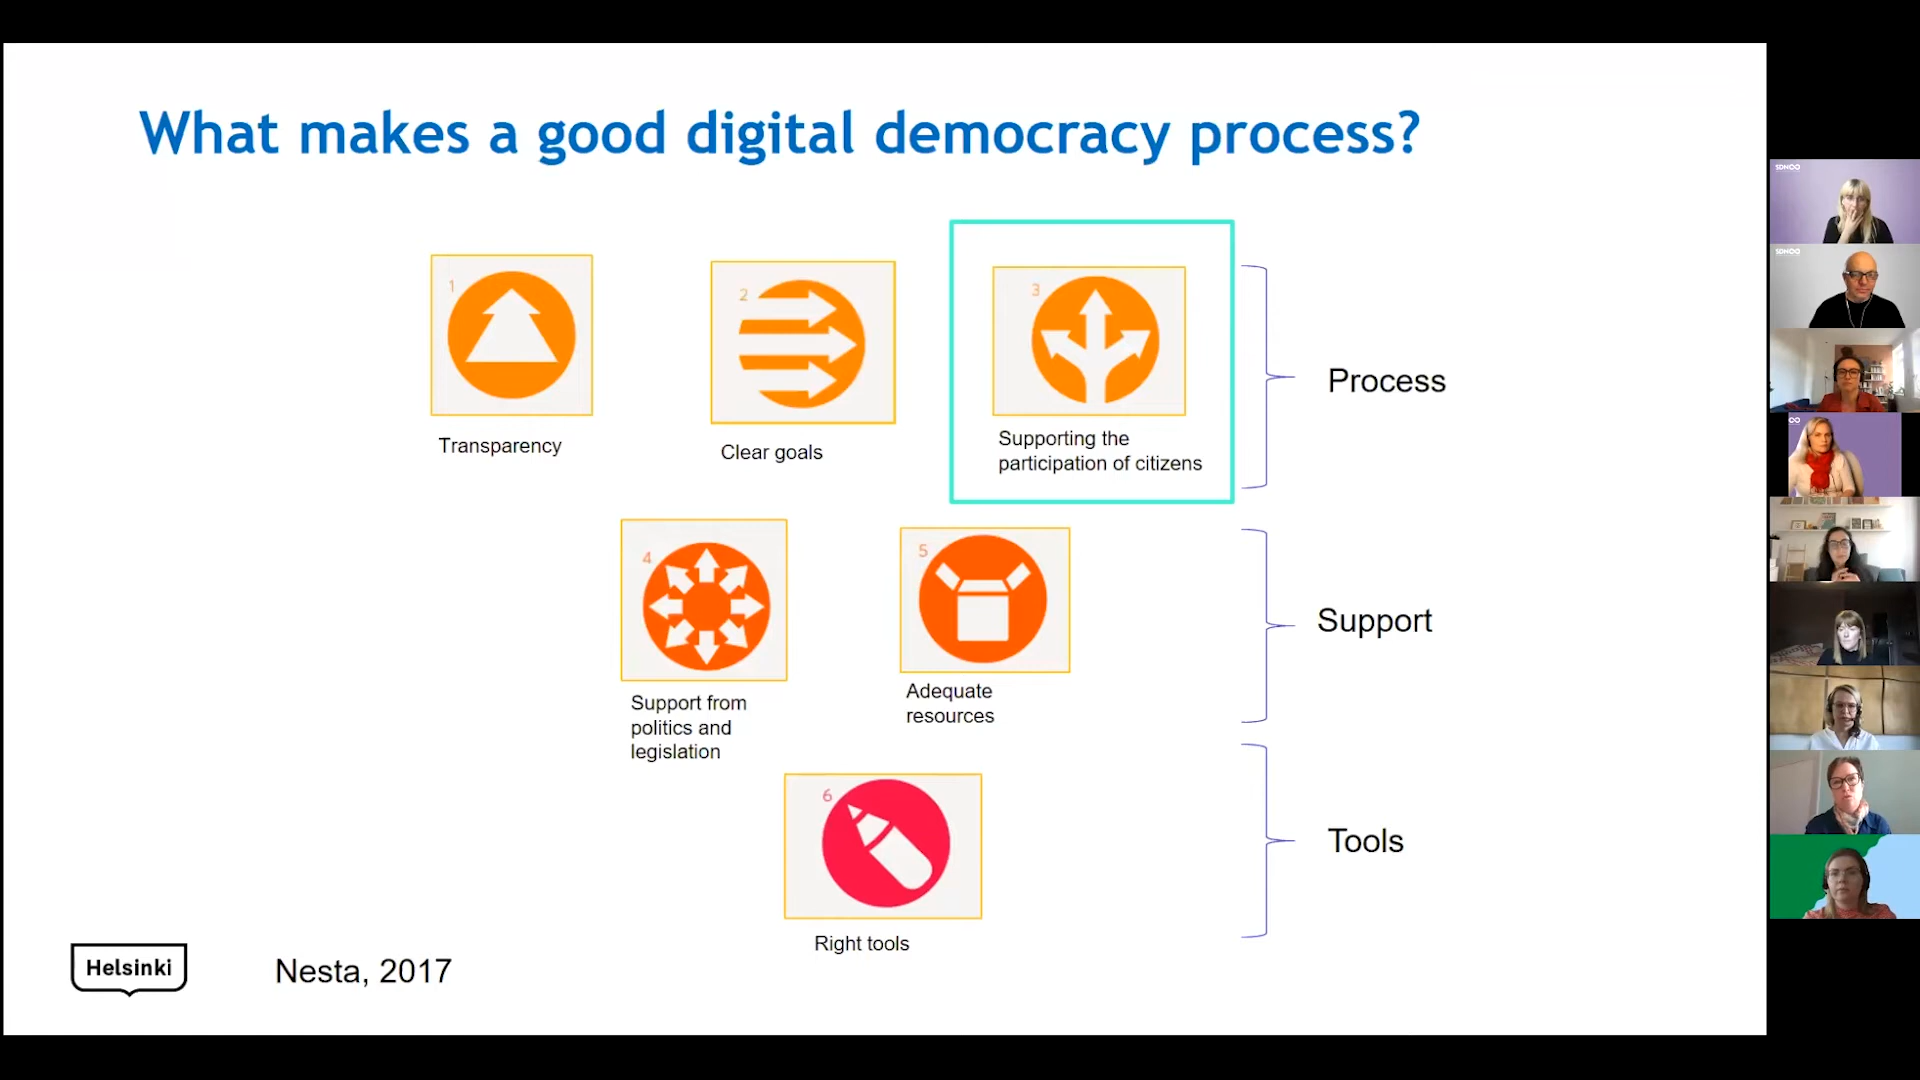 What makes a good digital democracy process?
1
2
3
Transparency
Clear goals
Supporting the
participation of citizens
Process
4
5
Support from
politics and
legislation
Adequate
resources
Support
6
Right tools
Tools
Helsinki
Nesta, 2017